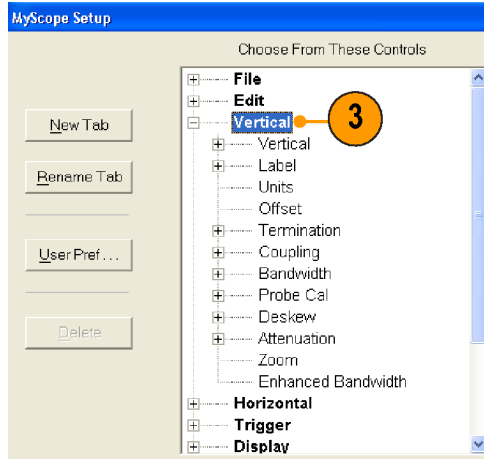 MyScope Setup
Choose From These Controls
File
Edit
Vertical
3
Vertical
Label
Units
Offset
Termination
Coupling
Bandwidth
Probe Cal
Deskew
Attenuation
Zoom
Enhanced Bandwidth
Horizontal
Trigger
Display
New Tab
Rename Tab
User Pref . . .
Delete